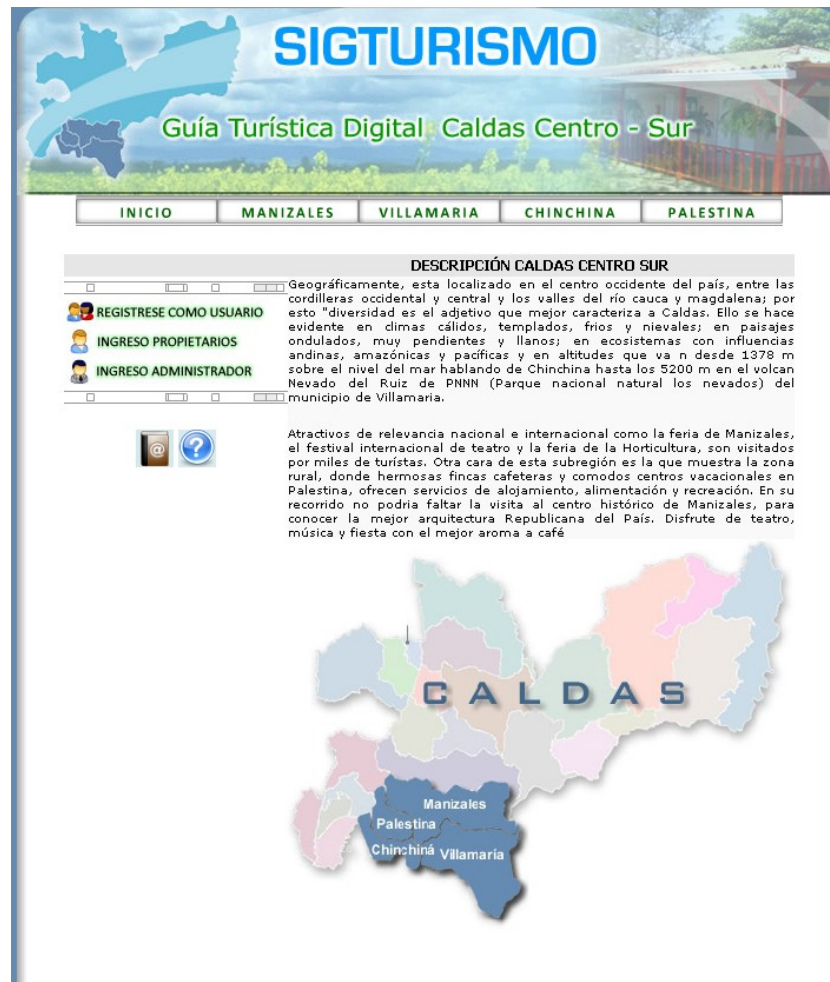 SIGTURISMO
Guía Turística Digital Caldas Centro - Sur
INICIO
MANIZALES
VILLAMARIA
CHINCHINA
PALESTINA
REGISTRESE COMO USUARIO
INGRESO PROPIETARIOS
INGRESO ADMINISTRADOR
@
?
DESCRIPCIÓN CALDAS CENTRO SUR
Geográficamente, esta localizado en el centro occidente del país, entre las
cordilleras occidental y central y los valles del río cauca y magdalena; por
esto "diversidad es el adjetivo que mejor caracteriza a Caldas. Ello se hace
evidente en climas cálidos, templados, frios y nievales; en paisajes
ondulados, muy pendientes y llanos; en ecosistemas con influencias
andinas, amazónicas y pacíficas y en altitudes que va n desde 1378 m
sobre el nivel del mar hablando de Chinchina hasta los 5200 m en el volcan
Nevado del Ruiz de PNNN (Parque nacional natural los nevados) del
municipio de Villamaria.
Atractivos de relevancia nacional e internacional como la feria de Manizales,
el festival internacional de teatro y la feria de la Horticultura, son visitados
por miles de turístas. Otra cara de esta subregión es la que muestra la zona
rural, donde hermosas fincas cafeteras y comodos centros vacacionales en
Palestina, ofrecen servicios de alojamiento, alimentación y recreación. En su
recorrido no podria faltar la visita al centro histórico de Manizales, para
conocer la mejor arquitectura Republicana del País. Disfrute de teatro,
música y fiesta con el mejor aroma a café
CALDAS
Manizales
Palestina
Chinchiná
Villamaría